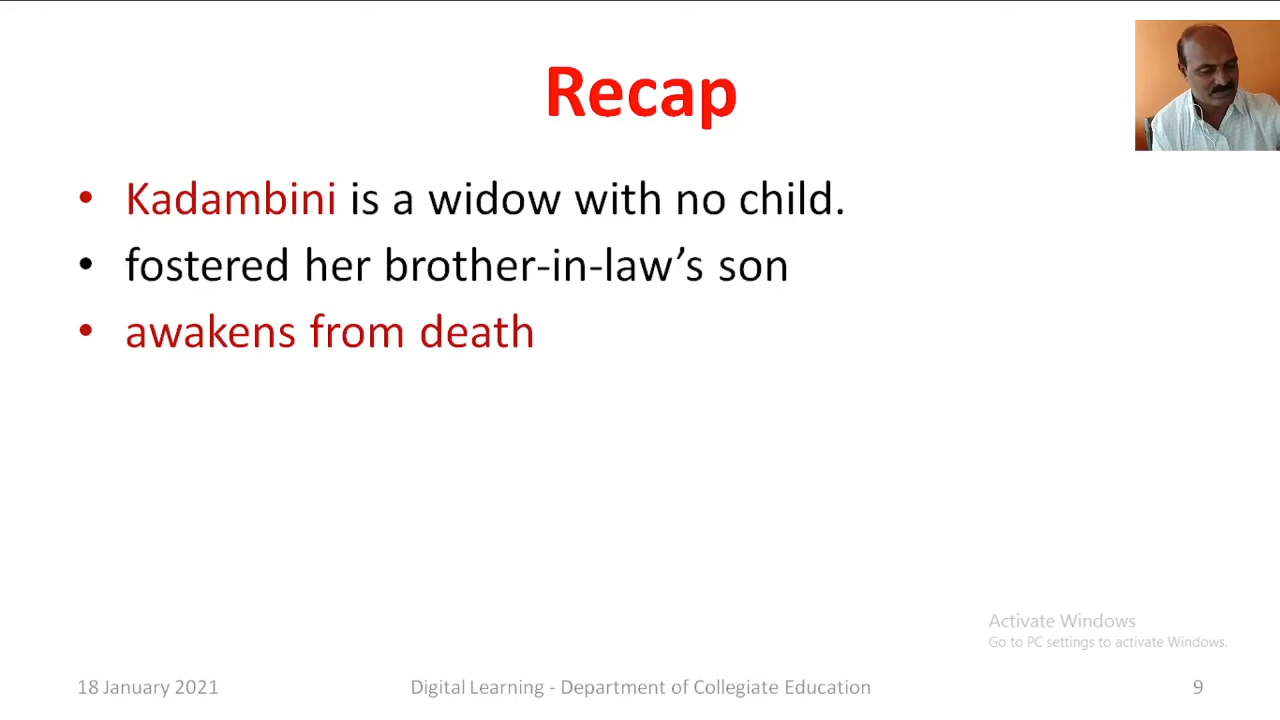 Recap
• Kadambini is a widow with no child.
• fostered her brother-in-law’s son
• awakens from death
Activate Windows
Go to PC settings to activate Windows.
18 January 2021
Digital Learning - Department of Collegiate Education
9